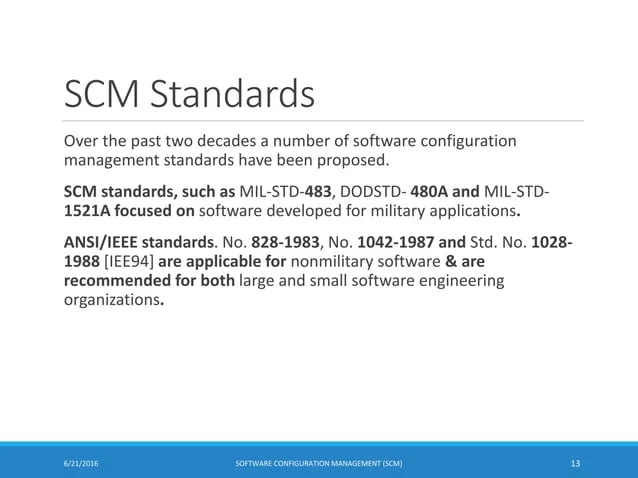 SCM Standards
Over the past two decades a number of software configuration
management standards have been proposed.
SCM standards, such as MIL-STD-483, DODSTD- 480A and MIL-STD-
1521A focused on software developed for military applications.
ANSI/IEEE standards. No. 828-1983, No. 1042-1987 and Std. No. 1028-
1988 [IEE94] are applicable for nonmilitary software & are
recommended for both large and small software engineering
organizations.
6/21/2016 SOFTWARE CONFIGURATION MANAGEMENT (SCM) 13